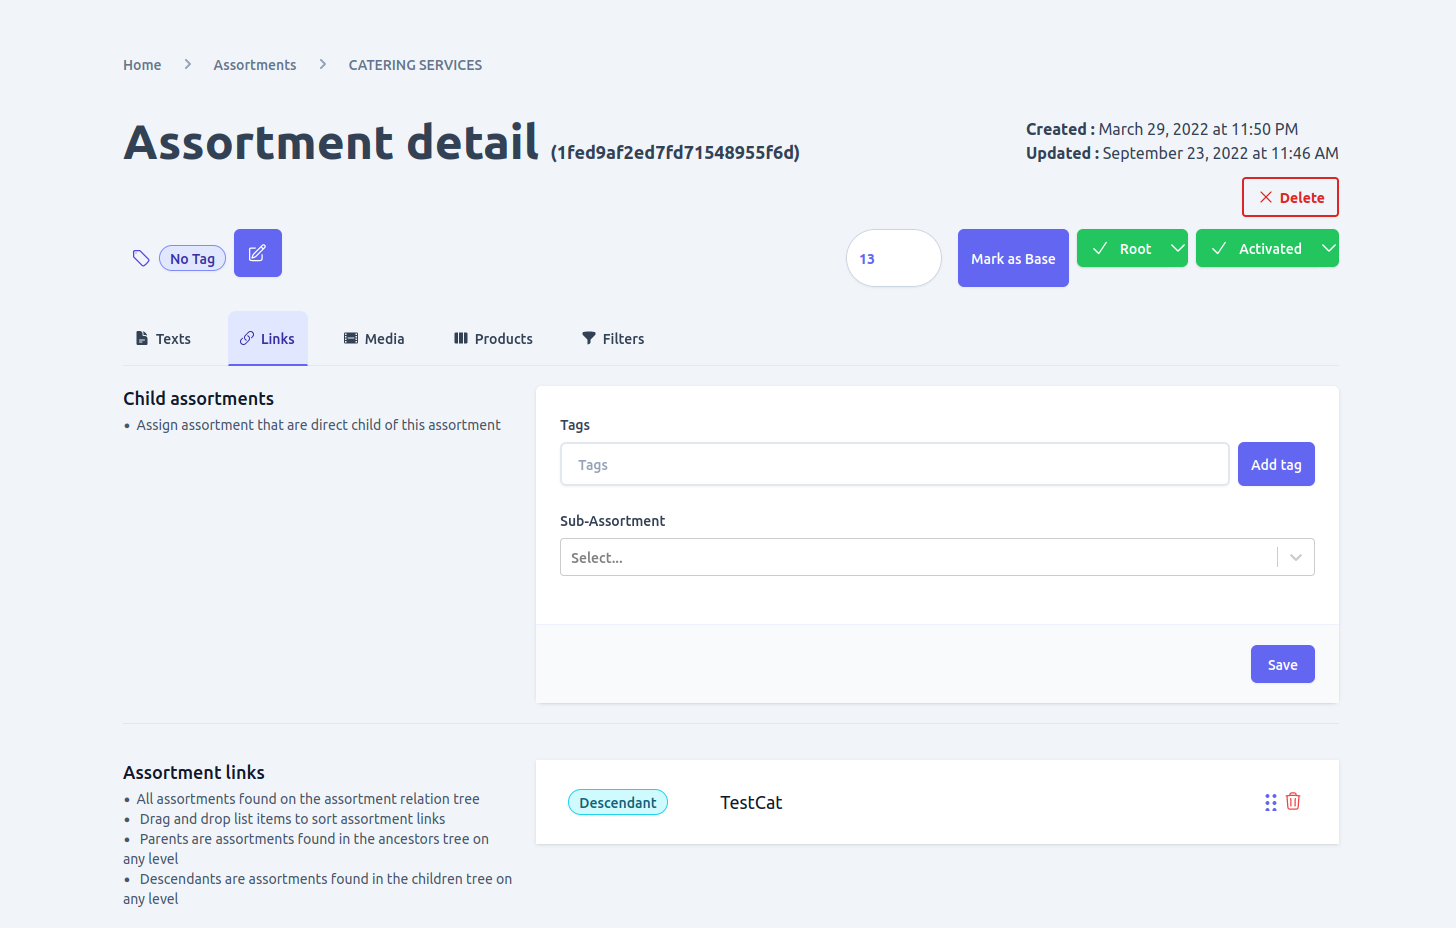 Home > Assortments > CATERING SERVICES
Assortment detail (1fed9af2ed7fd71548955f6d)
Created : March 29, 2022 at 11:50 PM
Updated : September 23, 2022 at 11:46 AM
Delete
No Tag
13
Mark as Base
Root
Activated
Texts
Links
Media
Products
Filters
Child assortments
• Assign assortment that are direct child of this assortment
Tags
Tags
Add tag
Sub-Assortment
Select...
Save
Assortment links
• All assortments found on the assortment relation tree
• Drag and drop list items to sort assortment links
• Parents are assortments found in the ancestors tree on
any level
• Descendants are assortments found in the children tree on
any level
Descendant
TestCat